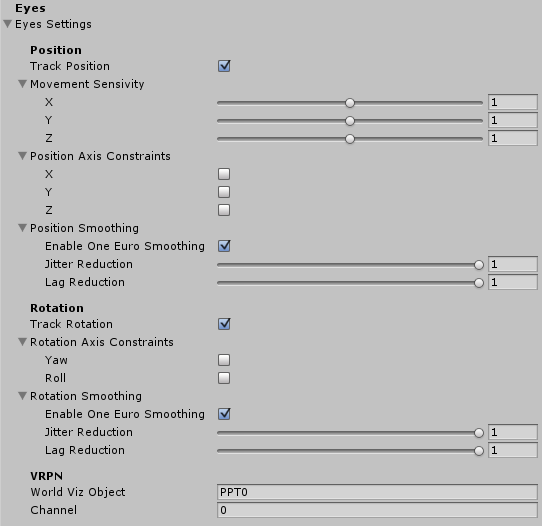 Eyes
Eyes Settings
Position
Track Position
Movement Sensivity
X 1
Y 1
Z 1
Position Axis Constraints
X
Y
Z
Position Smoothing
Enable One Euro Smoothing
Jitter Reduction 1
Lag Reduction 1
Rotation
Track Rotation
Rotation Axis Constraints
Yaw
Roll
Rotation Smoothing
Enable One Euro Smoothing
Jitter Reduction 1
Lag Reduction 1
VRPN
World Viz Object PPT0
Channel 0